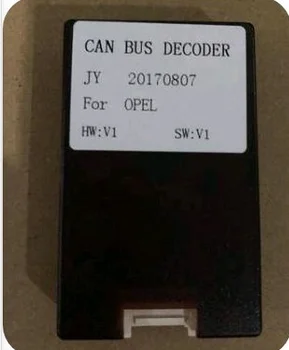 CAN BUS DECODER
JY 20170807
For OPEL
HW:V1 SW:V1